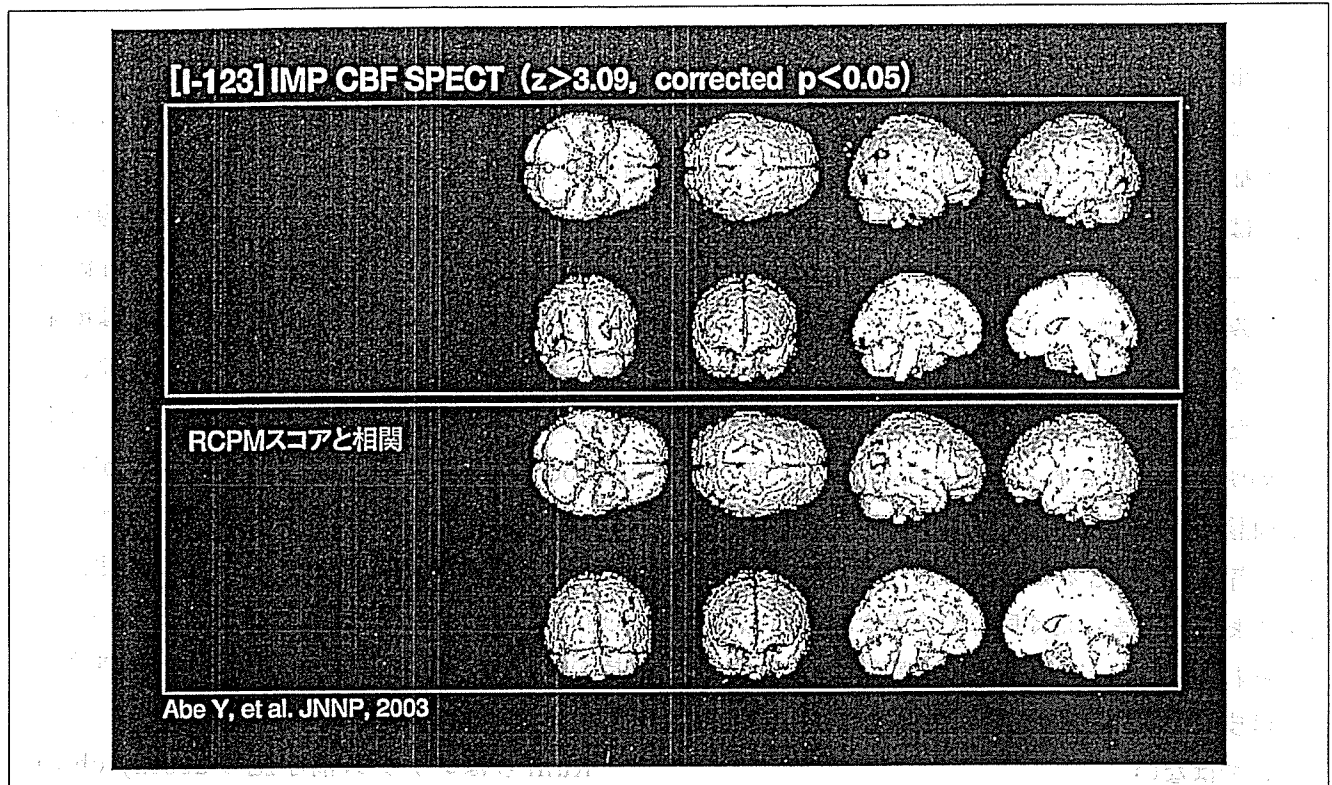 [I-123] IMP CBF SPECT (z>3.09, corrected p<0.05)
RCPMスコアと相関
Abe Y, et al. JNNP, 2003